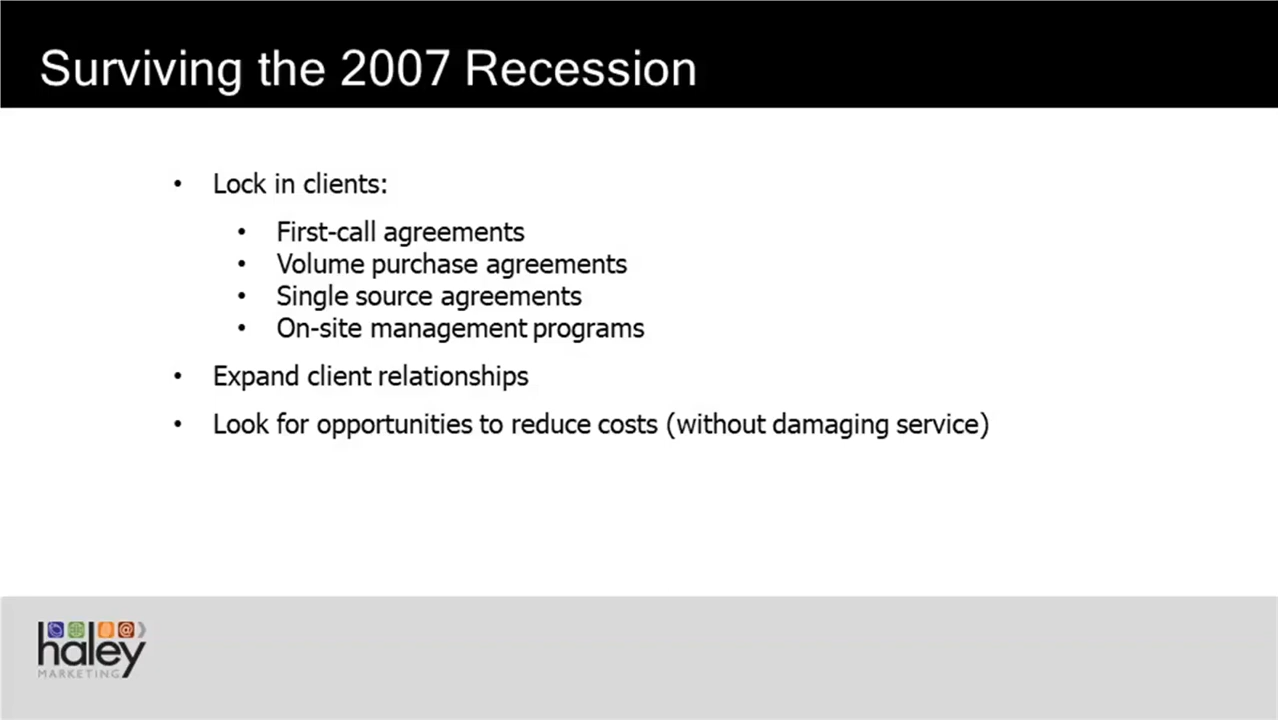 Surviving the 2007 Recession
• Lock in clients:
• First-call agreements
• Volume purchase agreements
• Single source agreements
• On-site management programs
• Expand client relationships
• Look for opportunities to reduce costs (without damaging service)
haley
MARKETING